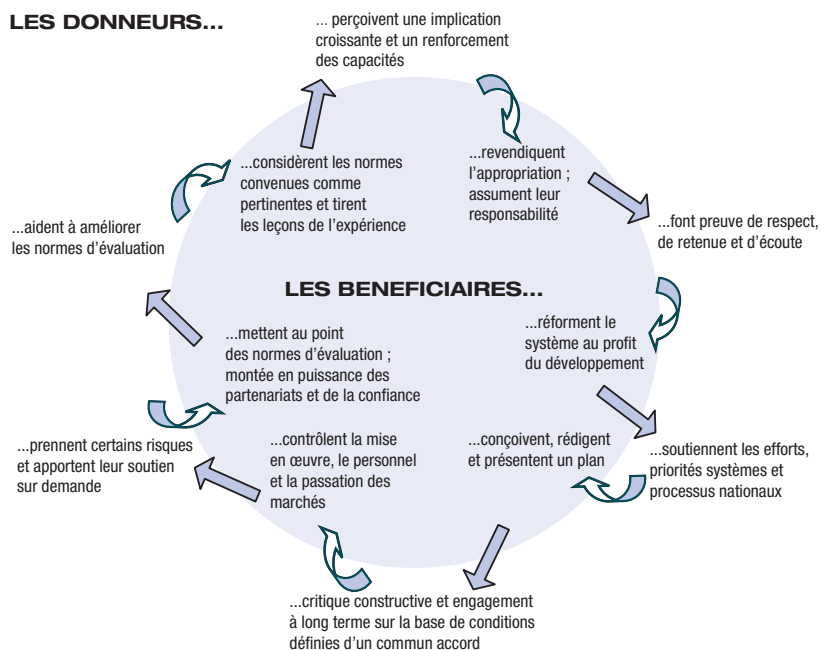 LES DONNEURS...
... perçoivent une implication
croissante et un renforcement
des capacités
...revendiquent
l'appropriation ;
assument leur
responsabilité
...font preuve de respect,
de retenue et d'écoute
...réforment le
système au profit
du développement
...soutiennent les efforts,
priorités systèmes et
processus nationaux
...conçoivent, rédigent
et présentent un plan
...critique constructive et engagement
à long terme sur la base de conditions
définies d'un commun accord
...contrôlent la mise
en œuvre, le personnel
et la passation des
marchés
...prennent certains risques
et apportent leur soutien
sur demande
...mettent au point
des normes d'évaluation ;
montée en puissance des
partenariats et de la confiance
...aident à améliorer
les normes d'évaluation
...considèrent les normes
convenues comme
pertinentes et tirent
les leçons de l'expérience
LES BENEFICIAIRES...